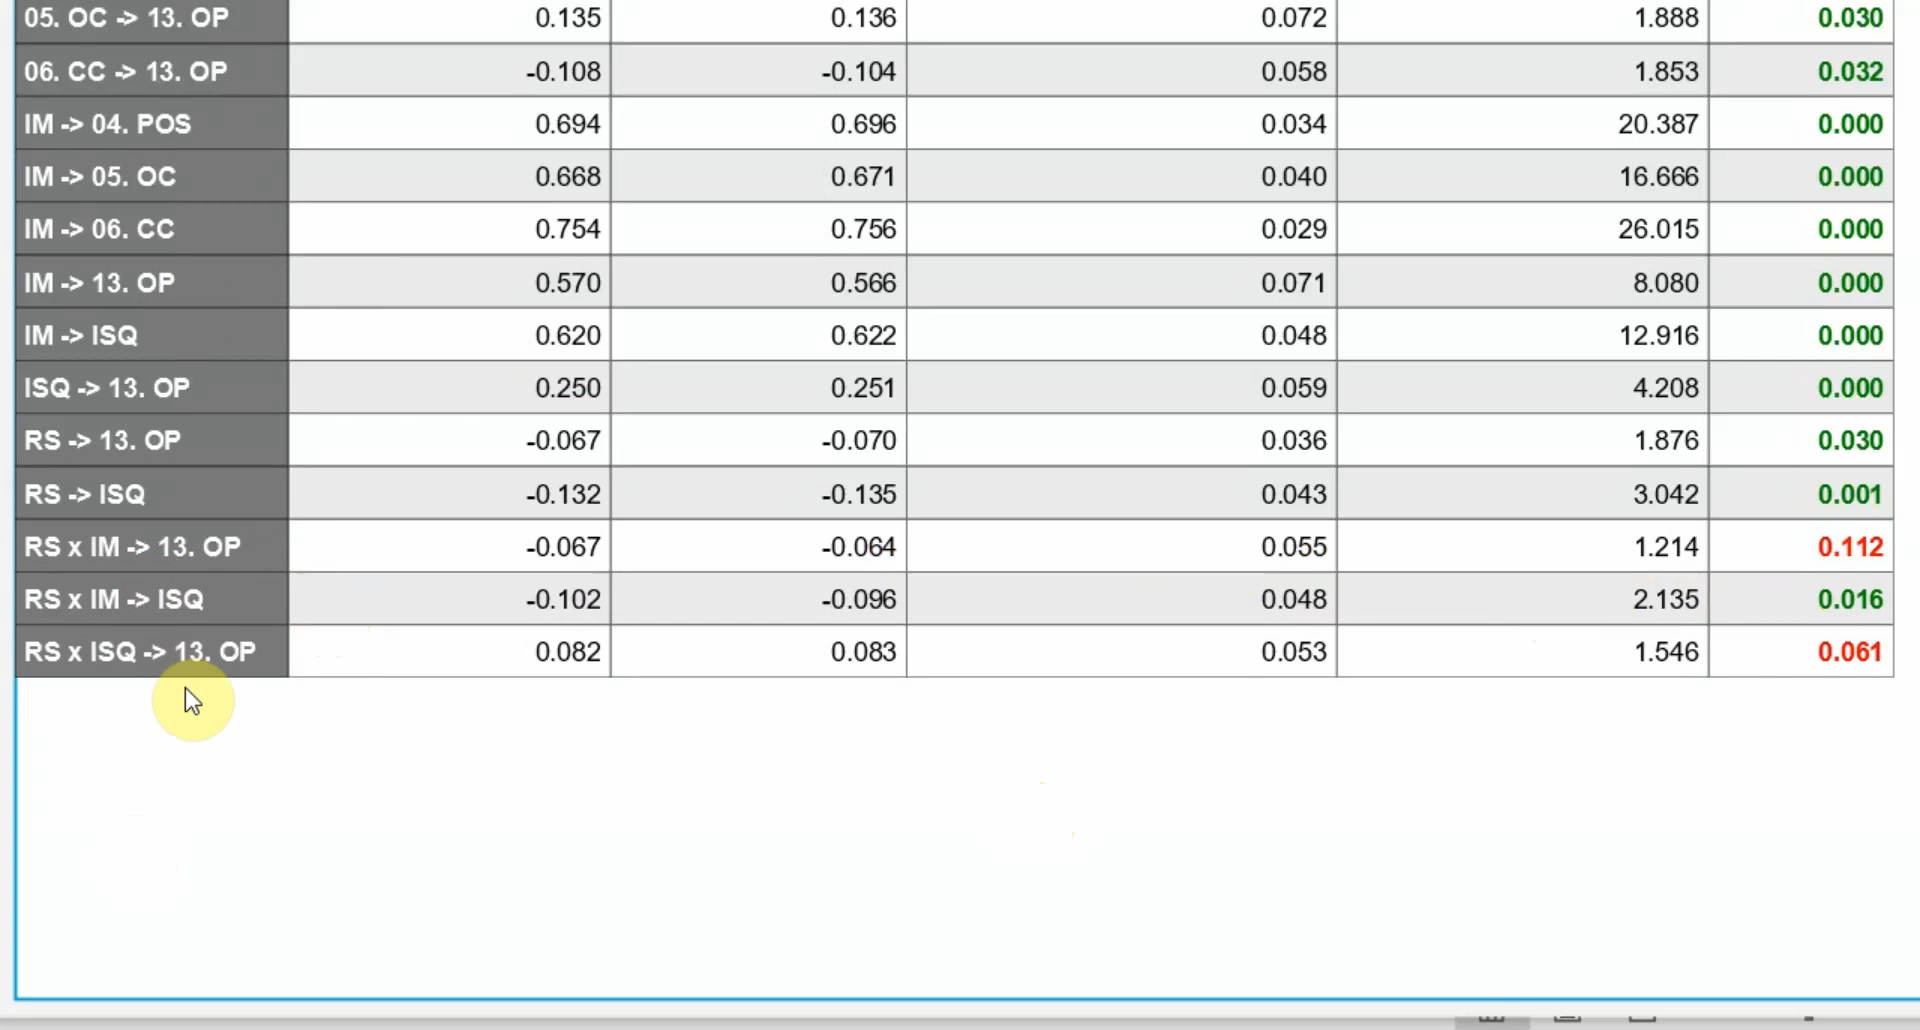 05. OC -> 13. OP 0.135 0.136 0.072 1.888 0.030
06. CC -> 13. OP -0.108 -0.104 0.058 1.853 0.032
IM -> 04. POS 0.694 0.696 0.034 20.387 0.000
IM -> 05. OC 0.668 0.671 0.040 16.666 0.000
IM -> 06. CC 0.754 0.756 0.029 26.015 0.000
IM -> 13. OP 0.570 0.566 0.071 8.080 0.000
IM -> ISQ 0.620 0.622 0.048 12.916 0.000
ISQ -> 13. OP 0.250 0.251 0.059 4.208 0.000
RS -> 13. OP -0.067 -0.070 0.036 1.876 0.030
RS -> ISQ -0.132 -0.135 0.043 3.042 0.001
RS x IM -> 13. OP -0.067 -0.064 0.055 1.214 0.112
RS x IM -> ISQ -0.102 -0.096 0.048 2.135 0.016
RS x ISQ -> 13. OP 0.082 0.083 0.053 1.546 0.061